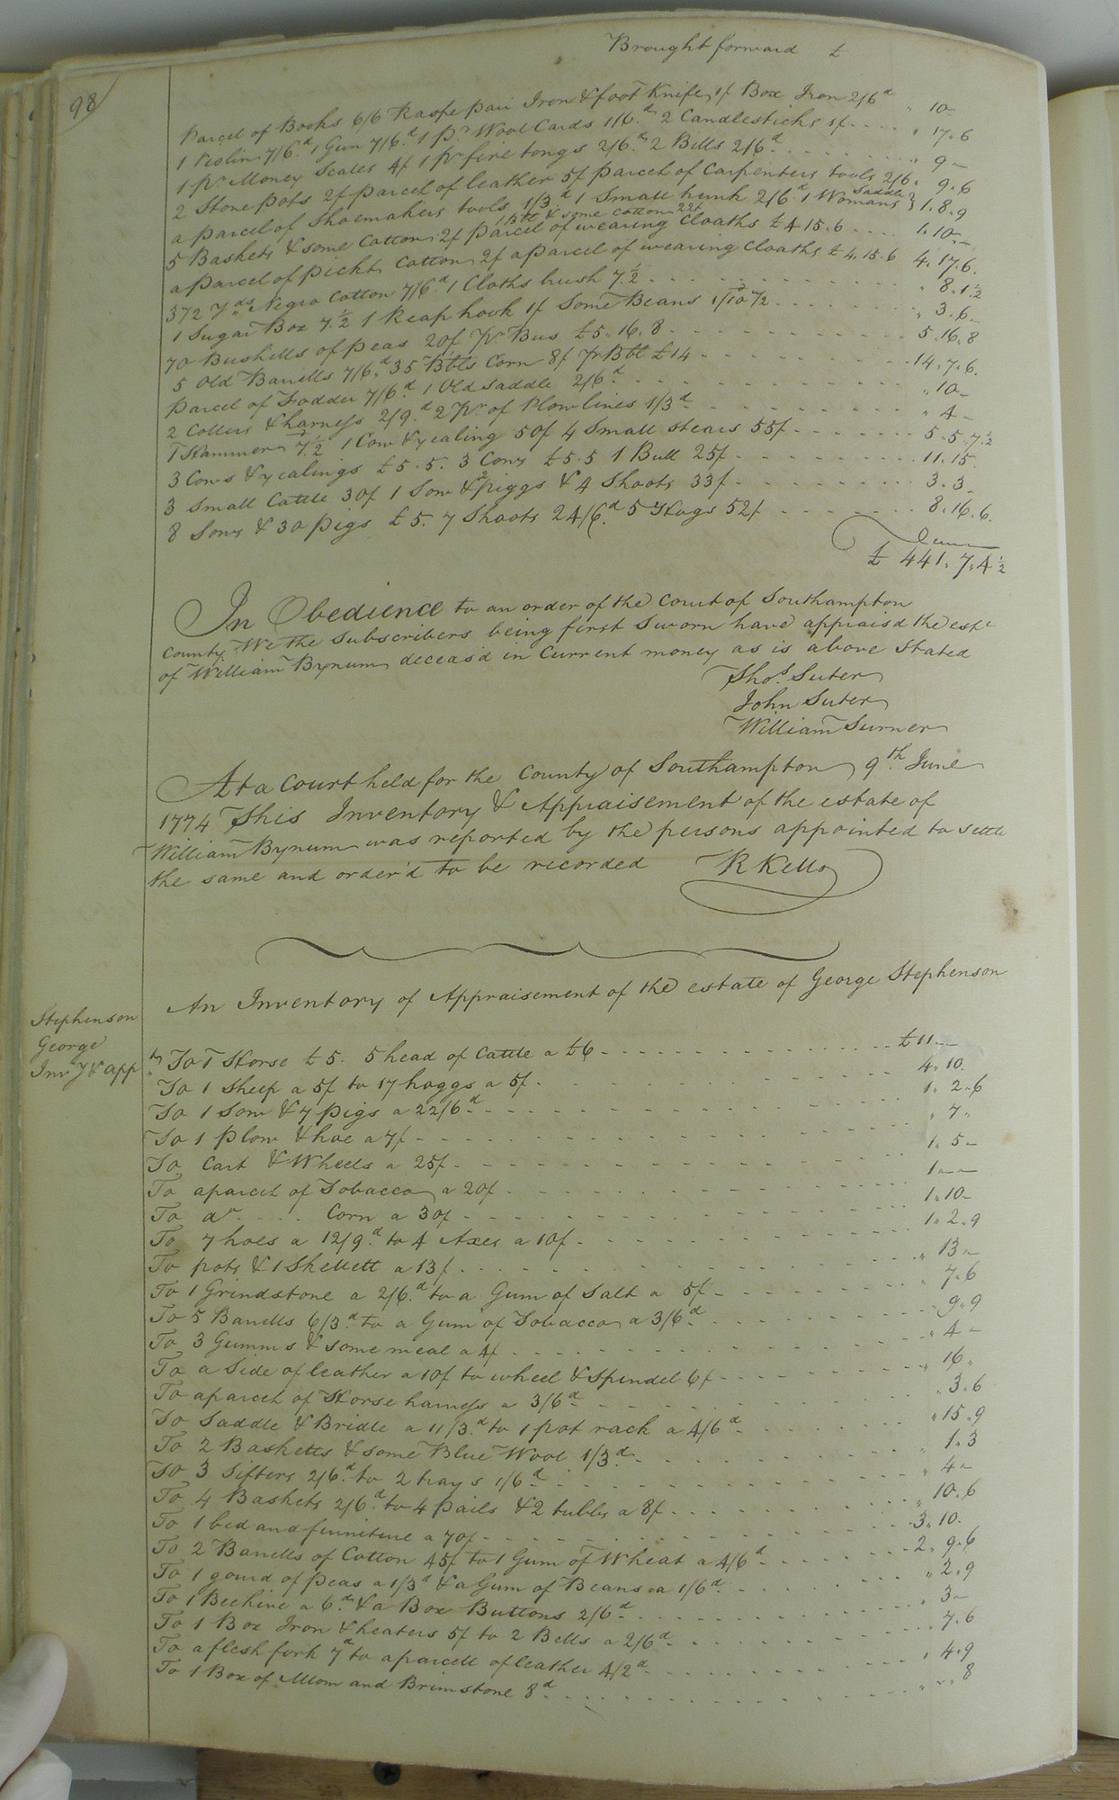 98
Brought forward £
Parcel of Books 6/6 Raspe pair Iron & foot Knife 1/ Box Iron 2/6d " 10 -
1 Violin 7/6d 1 Gun 7/6d 1 pr Wool Cards 1/6d 2 Candlesticks 1/ " 17.6
1 pr Money Scales 4/ 1 pr fire tongs 2/6d 2 Bells 2/6d " 9 -
2 Stone pots 2/ parcel of leather 5/ parcel of Carpenters tools 2/6 " 9.6
a parcel of Shoemakers tools 1/3d 1 Small trunk 2/6d 1 Womans Saddle 22/ } 1.8.9
5 Baskets & some Cotton 2/ parcel of wearing Cloaths £4 15.6 1.10 -
a parcel of pickt Cotton 2/ a parcel of wearing Cloaths £4.15.6 4.17.6
372 yds Negro Cotton 7/6d 1 Cloths brush 7½ " 8.1½
1 Sugar Box 7½ 1 Reap hook 1/ Some Beans 1/10½ " 3.6 -
70 Bushells of Peas 20/ pr Bus £5.16.8 5.16.8
5 Old Barrells 7/6d 35 Bbls Corn 8/ pr Bbl £14 14.7.6
Parcel of Fodder 7/6d 1 Old Saddle 2/6d " 10 -
2 Collers & harness 2/9d 2 pr of Plow lines 1/3d " 4 -
1 Hammer 7½ 1 Cow & yealing 50/ 4 Small stears 55/ 5.5.7½
3 Cows & yealings £5.5. 3 Cows £5.5 1 Bull 25/ 11.15
3 Small Cattle 30/ 1 Sow & 2 piggs & 4 Shoats 33/ 3.3 -
8 Sows & 30 pigs £5. 7 Shoats 24/6d 5 Hogs 52/ 8.16.6
£ 441.7.4½
In Obedience to an order of the Court of Southampton
County We the Subscribers being first Sworn have appraisd the este
of William Bynum deceas'd in Current money as is above Stated
Thos. Suter
John Suter
William Turner
At a Court held for the County of Southampton 9th June
1774 This Inventory & Appraisement of the estate of
William Bynum was reported by the persons appointed to settle
the same and order'd to be recorded R Kello
An Inventory of Appraisement of the estate of George Stephenson
Stephenson
George
Invy & app
To 1 Horse £5. 5 head of Cattle a £6 £11 --
To 1 Sheep a 5/ to 17 hoggs a 5/ 4.10.
To 1 Sow & 7 pigs a 22/6d 1.2.6
To 1 Plow & hoe a 7/ " 7 "
To Cart & Wheels a 25/ 1.5 -
To a parcel of Tobacco a 20/ 1 - -
To do Corn a 30/ 1.10 -
To 7 hoes a 12/9d to 4 Axes a 10/ 1.2.9
To pots & 1 Skellett a 13/ " 13 -
To 1 Grindstone a 2/6d to a Gum of Salt a 5/ " 7.6
To 5 Barrells 6/3d to a Gum of Tobacco a 3/6d " 9.9
To 3 Gumms & some meal a 4/ " 4 -
To a Side of leather a 10/ to wheel & Spindel 6/ " 16 "
To a parcel of Horse harness a 3/6d " 3.6
To Saddle & Bridle a 11/3d to 1 pot rack a 4/6d " 15.9
To 2 Basketts & some Blue Wool 1/3d " 1.3
To 3 Sifters 2/6d to 2 trays 1/6d " 4 -
To 4 Baskets 2/6d to 4 pails & 2 tubbs a 8/ " 10.6
To 1 bed and furniture a 70/ 3.10.
To 2 Barrells of Cotton 45/ to 1 Gum of Wheat a 4/6d 2.9.6
To 1 gourd of Peas a 1/3d & a Gum of Beans a 1/6d " 2.9
To 1 Beehive a 6d & a Box Buttons 2/6d " 3 -
To 1 Box Iron & heaters 5/ to 2 Bells a 2/6d " 7.6
To a flesh fork 7d to a parcell of leather 4/2d " 4.9
To 1 Box of Allom and Brimstone 8d " " 8